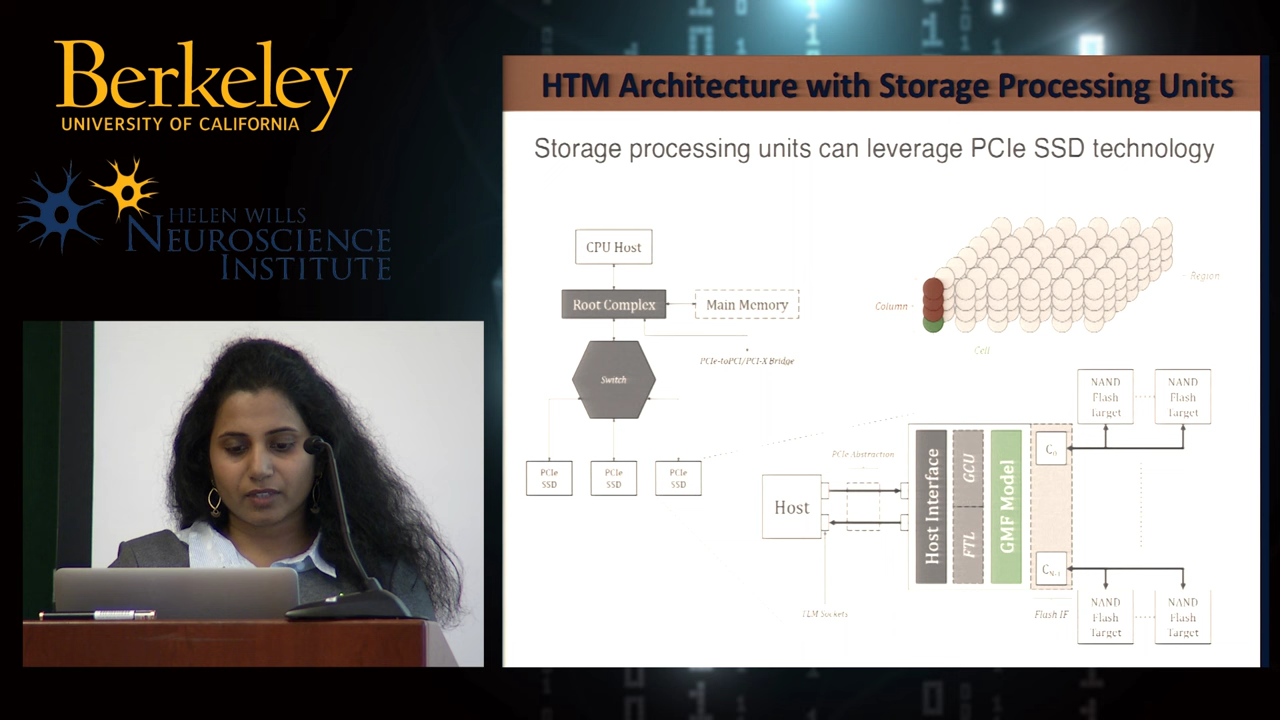 Berkeley
UNIVERSITY OF CALIFORNIA
HELEN WILLS
NEUROSCIENCE
INSTITUTE
HTM Architecture with Storage Processing Units
Storage processing units can leverage PCIe SSD technology
CPU Host
Root Complex
Main Memory
PCIe-toPCI/PCI-X Bridge
Switch
PCIe
SSD
PCIe
SSD
PCIe
SSD
Region
Column
Cell
NAND
Flash
Target
NAND
Flash
Target
PCIe Abstraction
Host
TLM Sockets
Host Interface
GCU
FTL
GMF Model
C0
CN-1
Flash IF
NAND
Flash
Target
NAND
Flash
Target